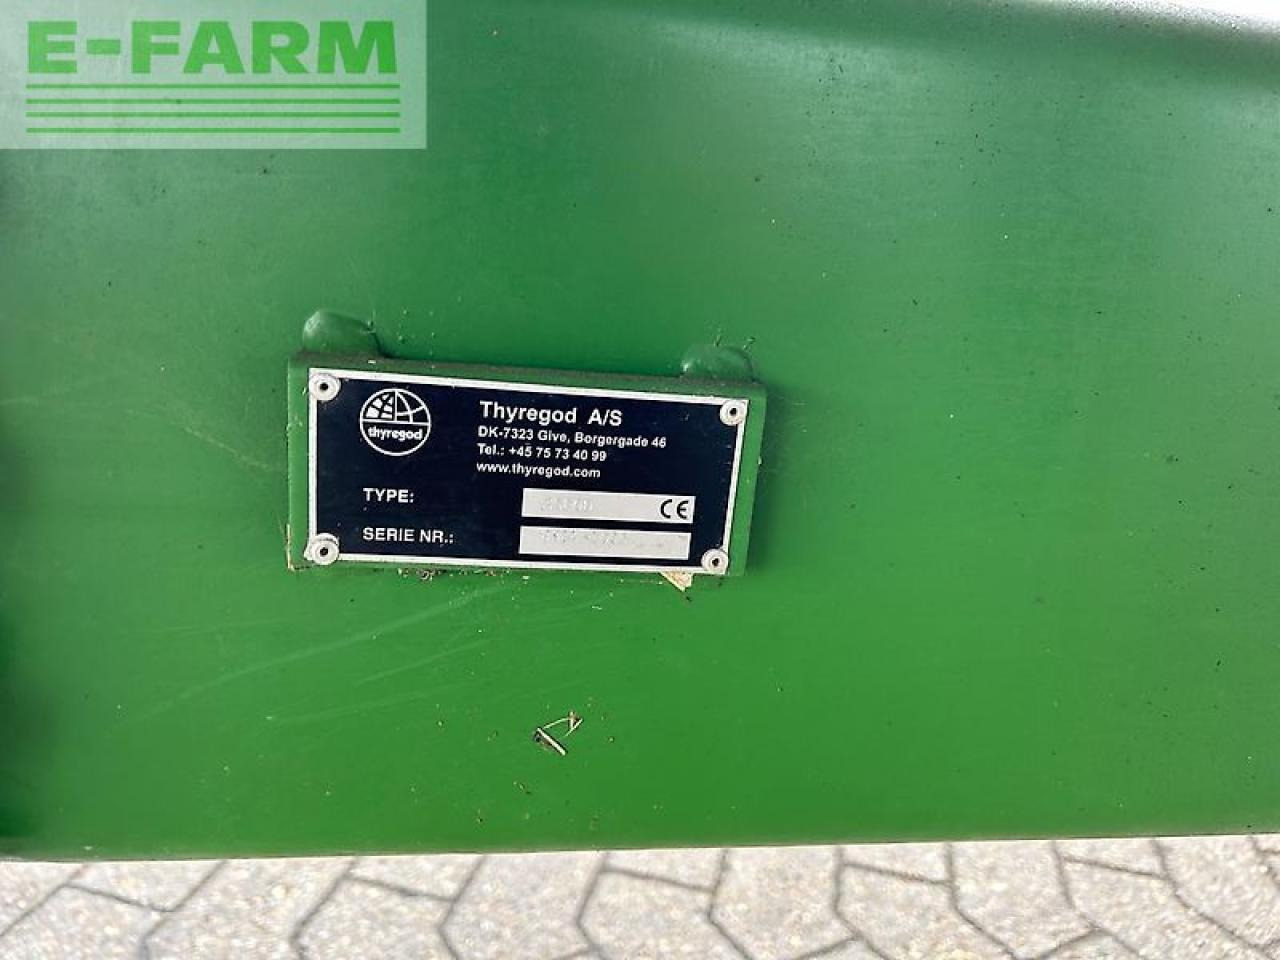 E-FARM
thyregod
Thyregod A/S
DK-7323 Give, Borgergade 46
Tel.: +45 75 73 40 99
www.thyregod.com
TYPE:
CE
SERIE NR.: